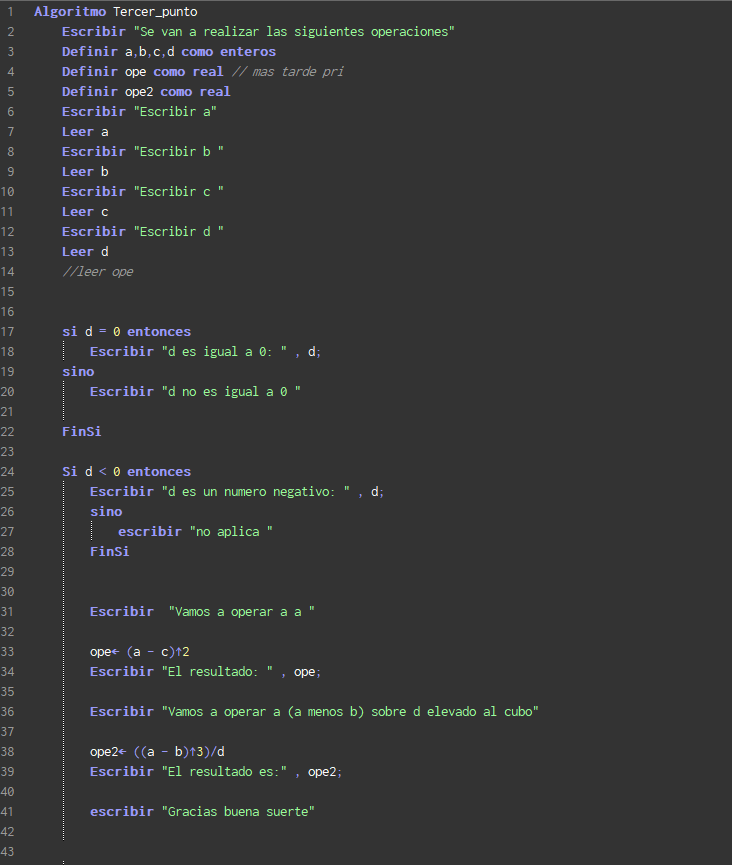 1 Algoritmo Tercer_punto
2 Escribir "Se van a realizar las siguientes operaciones"
3 Definir a,b,c,d como enteros
4 Definir ope como real // mas tarde pri
5 Definir ope2 como real
6 Escribir "Escribir a"
7 Leer a
8 Escribir "Escribir b "
9 Leer b
10 Escribir "Escribir c "
11 Leer c
12 Escribir "Escribir d "
13 Leer d
14 //leer ope
15
16
17 si d = 0 entonces
18 Escribir "d es igual a 0: " , d;
19 sino
20 Escribir "d no es igual a 0 "
21
22 FinSi
23
24 Si d < 0 entonces
25 Escribir "d es un numero negativo: " , d;
26 sino
27 escribir "no aplica "
28 FinSi
29
30
31 Escribir  "Vamos a operar a a "
32
33 ope← (a - c)↑2
34 Escribir "El resultado: " , ope;
35
36 Escribir "Vamos a operar a (a menos b) sobre d elevado al cubo"
37
38 ope2← ((a - b)↑3)/d
39 Escribir "El resultado es:" , ope2;
40
41 escribir "Gracias buena suerte"
42
43